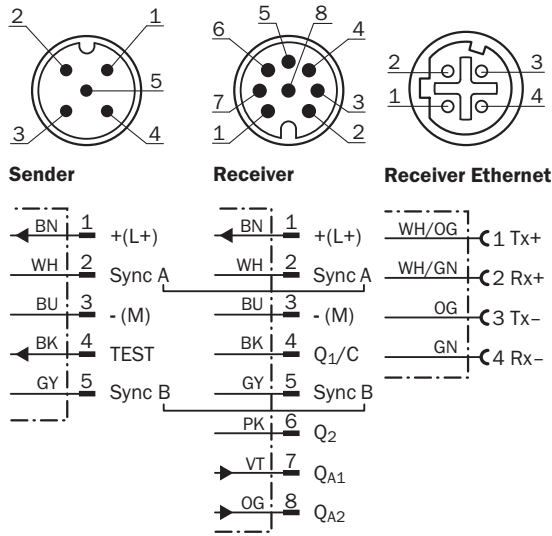 2 1 5 3 4
5 8 6 4 7 3 1 2
2 3 1 4
Sender
BN 1 +(L+)
WH 2 Sync A
BU 3 - (M)
BK 4 TEST
GY 5 Sync B
Receiver
BN 1 +(L+)
WH 2 Sync A
BU 3 - (M)
BK 4 Q1/C
GY 5 Sync B
PK 6 Q2
VT 7 QA1
OG 8 QA2
Receiver Ethernet
WH/OG 1 Tx+
WH/GN 2 Rx+
OG 3 Tx–
GN 4 Rx–